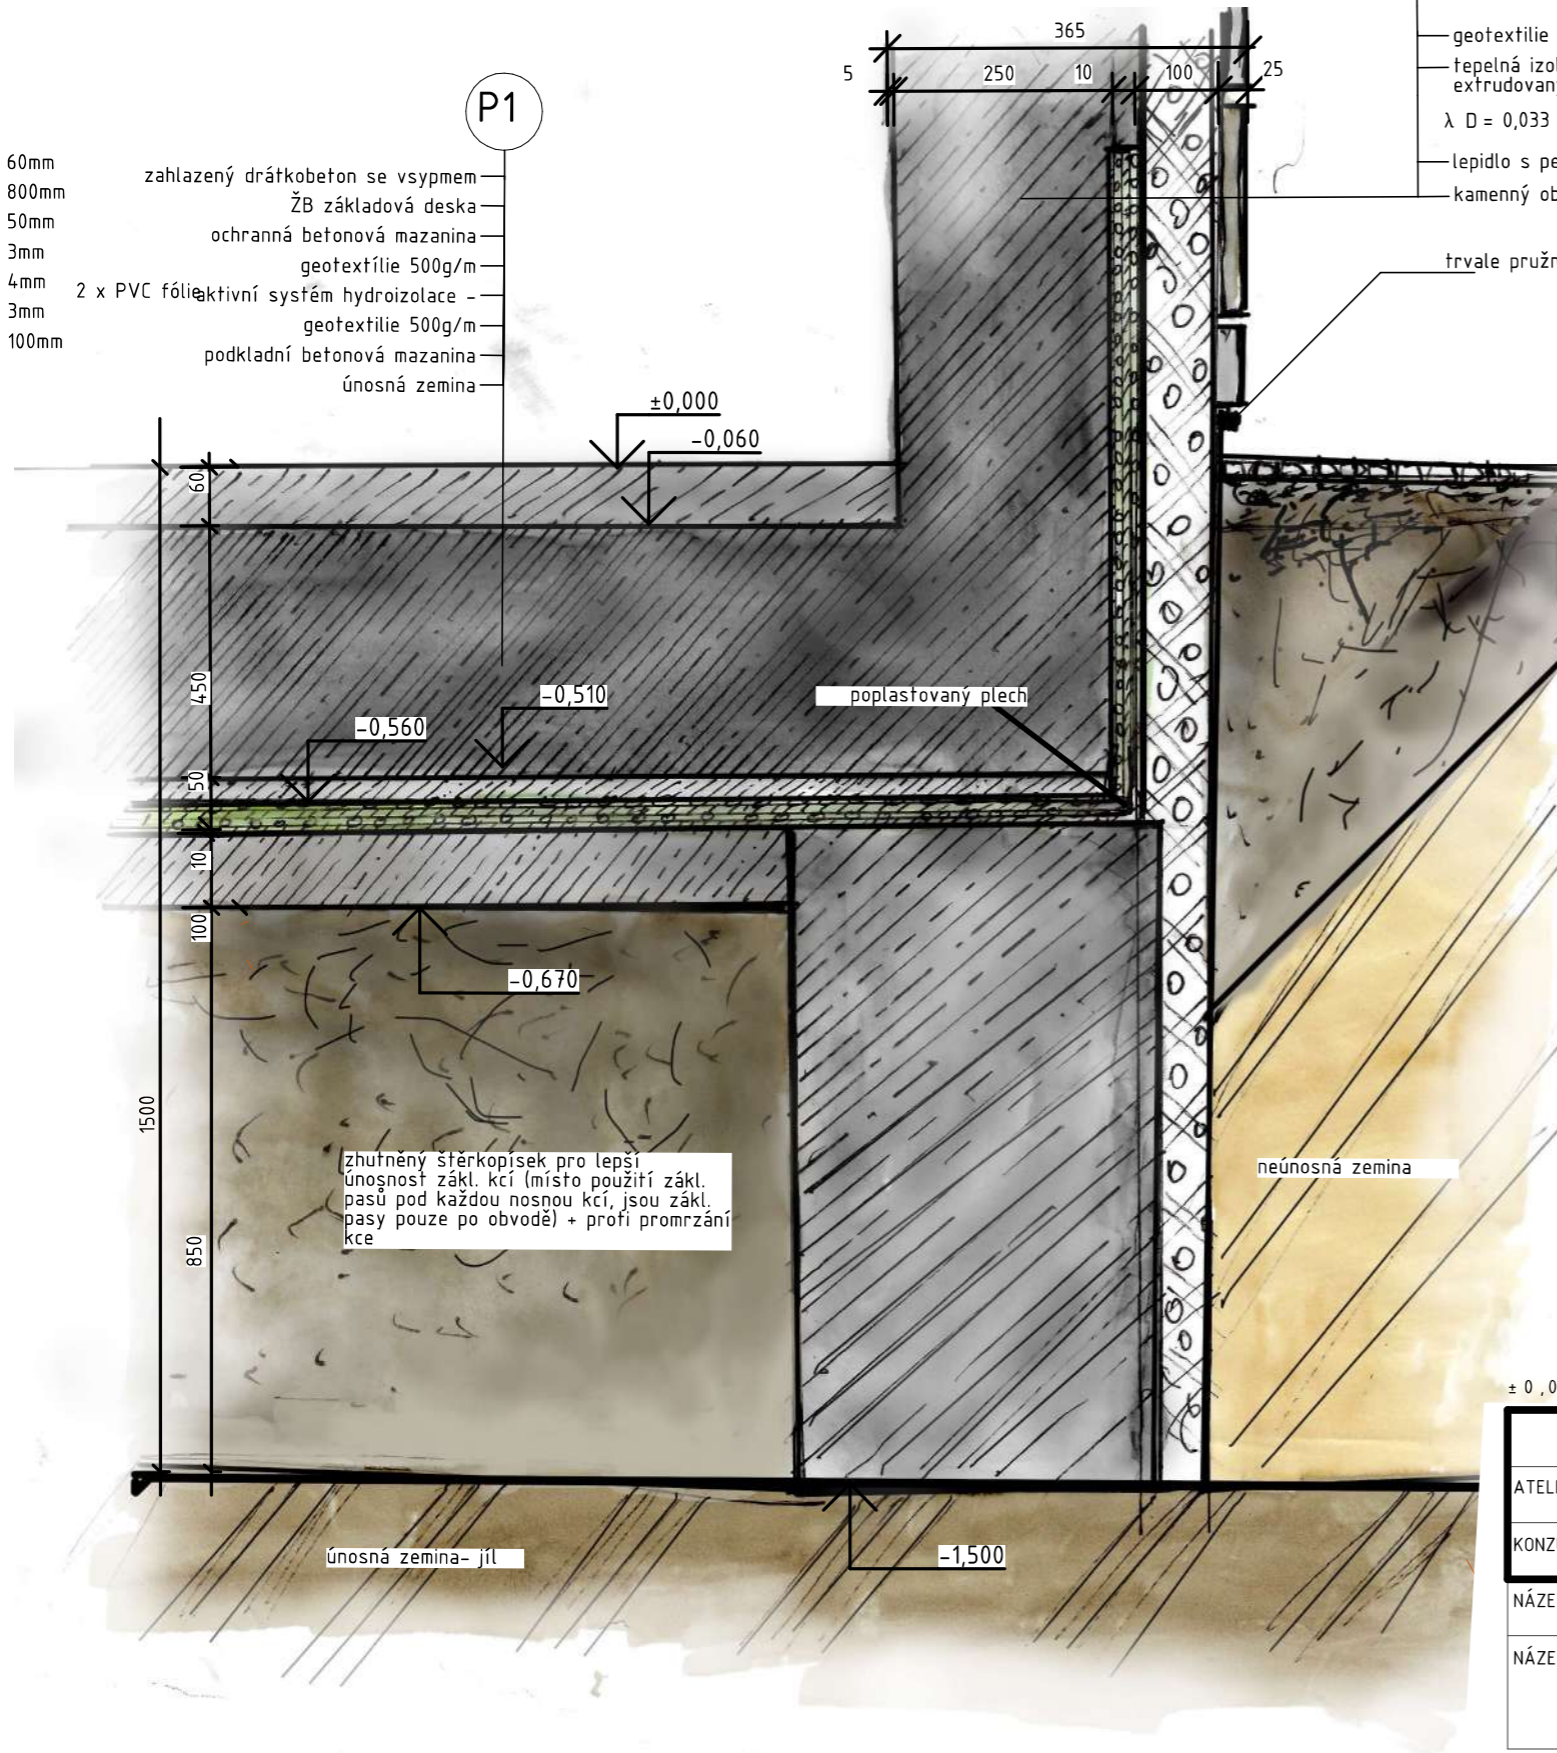 365
5
250
10
100
25
geotextilie
tepelná izol
extrudovaný
λ D = 0,033
lepidlo s pe
kamenný ob
trvale pružn
P1
60mm
800mm
50mm
3mm
4mm
3mm
100mm
zahlazený drátkobeton se vsypmem
ŽB základová deska
ochranná betonová mazanina
geotextílie 500g/m
2 x PVC fólie aktivní systém hydroizolace -
geotextilie 500g/m
podkladní betonová mazanina
únosná zemina
±0,000
-0,060
60
450
-0,510
-0,560
poplastovaný plech
50
10
100
-0,670
1500
850
zhutněný štěrkopísek pro lepší
únosnost zákl. kcí (místo použití zákl.
pasů pod každou nosnou kcí, jsou zákl.
pasy pouze po obvodě) + proti promrzání
kce
neúnosná zemina
únosná zemina- jíl
-1,500
± 0 ,0
ATELI
KONZU
NÁZE
NÁZE